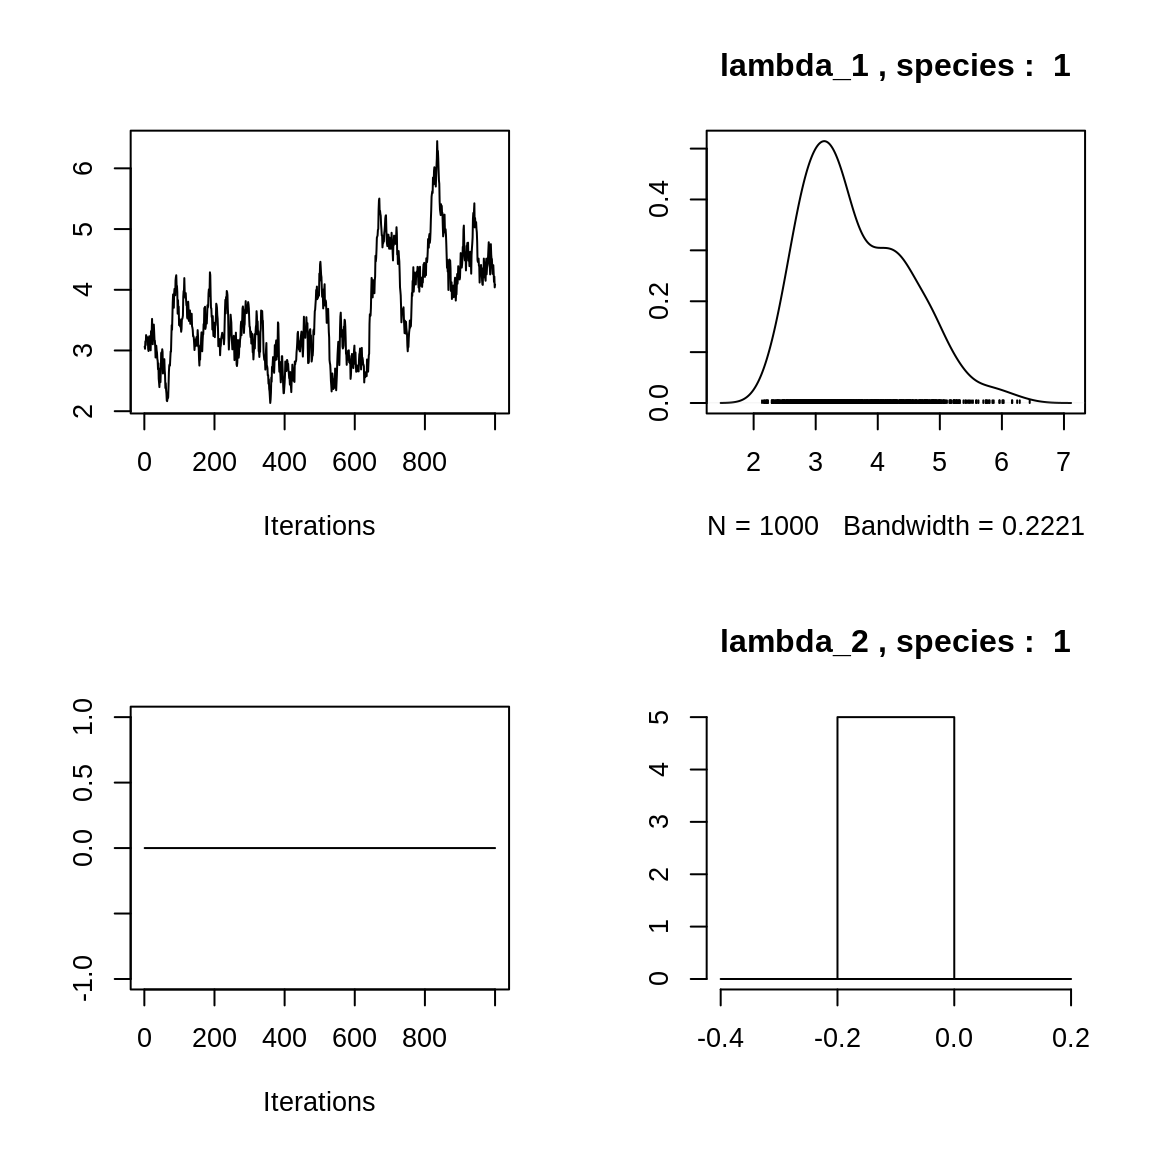 lambda_1 , species :  1
6
5
4
3
2
0 200 400 600 800
Iterations
0.4
0.2
0.0
2 3 4 5 6 7
N = 1000   Bandwidth = 0.2221
lambda_2 , species :  1
1.0
0.5
0.0
-1.0
0 200 400 600 800
Iterations
5
4
3
2
1
0
-0.4 -0.2 0.0 0.2